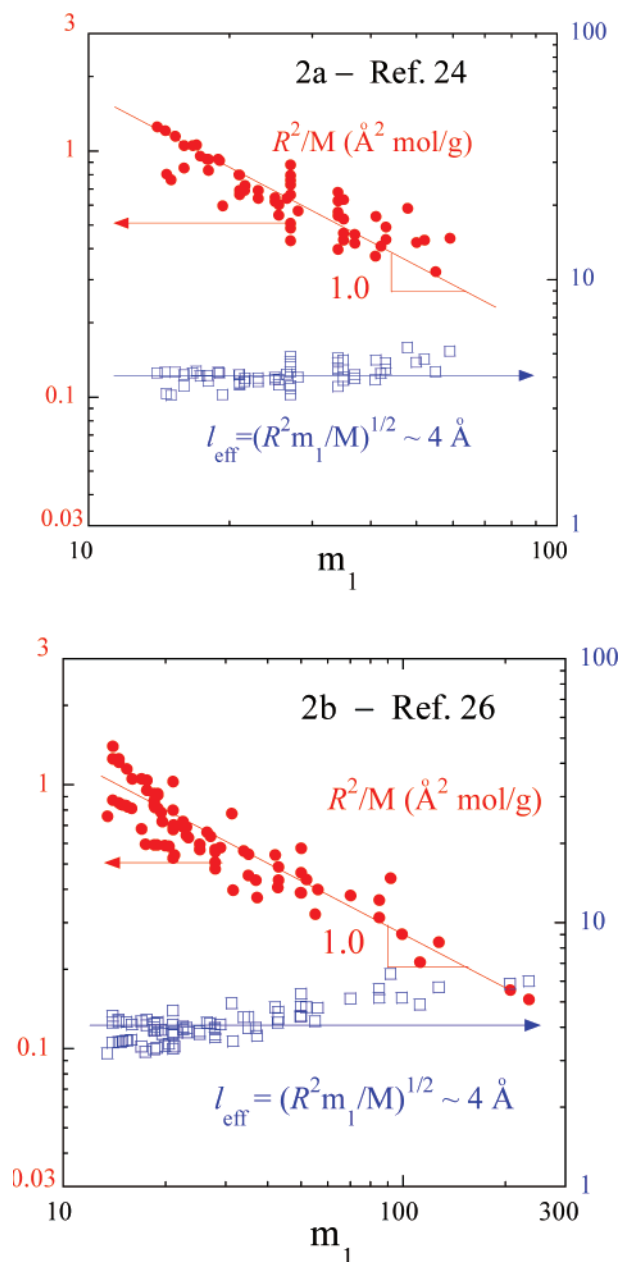 3
100
2a – Ref. 24
R²/M (Å² mol/g)
1
10
1.0
0.1
l_eff=(R²m₁/M)^1/2 ~ 4 Å
0.03
1
10
100
m₁
3
100
2b – Ref. 26
1
R²/M (Å² mol/g)
10
1.0
0.1
l_eff = (R²m₁/M)^1/2 ~ 4 Å
0.03
1
10
100
300
m₁